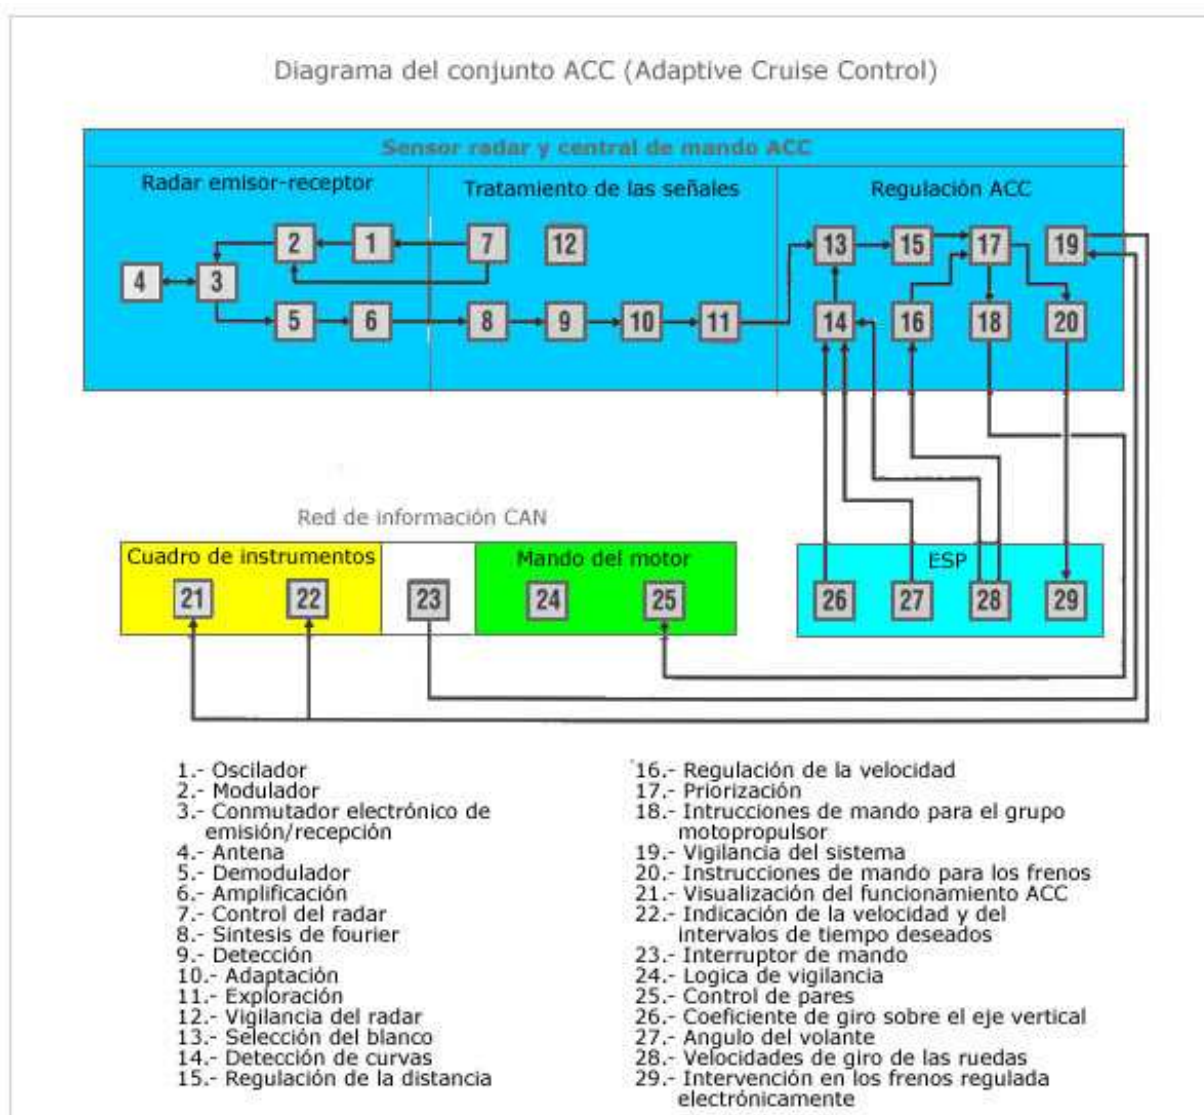 Diagrama del conjunto ACC (Adaptive Cruise Control)
Sensor radar y central de mando ACC
Radar emisor-receptor
Tratamiento de las señales
Regulación ACC
2 1 7 12 13 15 17 19
4 3
5 6 8 9 10 11 14 16 18 20
Red de información CAN
Cuadro de instrumentos
Mando del motor
ESP
21 22 23 24 25 26 27 28 29
1.- Oscilador
2.- Modulador
3.- Conmutador electrónico de
emisión/recepción
4.- Antena
5.- Demodulador
6.- Amplificación
7.- Control del radar
8.- Sintesis de fourier
9.- Detección
10.- Adaptación
11.- Exploración
12.- Vigilancia del radar
13.- Selección del blanco
14.- Detección de curvas
15.- Regulación de la distancia
16.- Regulación de la velocidad
17.- Priorización
18.- Intrucciones de mando para el grupo
motopropulsor
19.- Vigilancia del sistema
20.- Instrucciones de mando para los frenos
21.- Visualización del funcionamiento ACC
22.- Indicación de la velocidad y del
intervalos de tiempo deseados
23.- Interruptor de mando
24.- Logica de vigilancia
25.- Control de pares
26.- Coeficiente de giro sobre el eje vertical
27.- Angulo del volante
28.- Velocidades de giro de las ruedas
29.- Intervención en los frenos regulada
electrónicamente